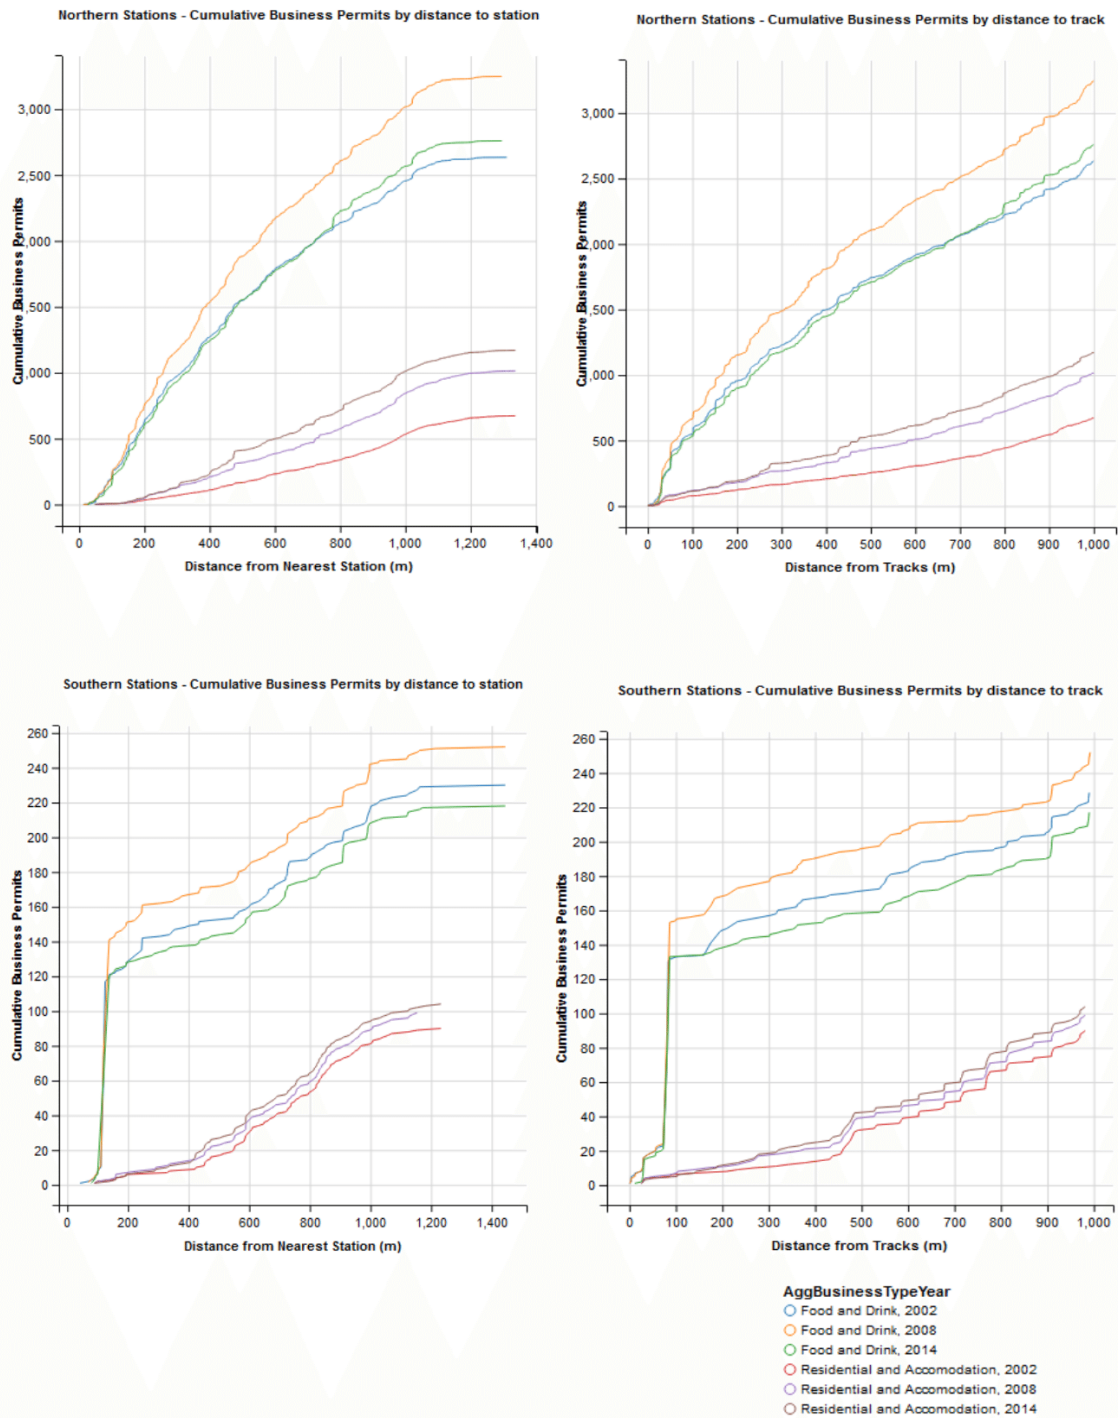 Northern Stations - Cumulative Business Permits by distance to station
3,000
2,500
2,000
1,500
1,000
500
0
Cumulative Business Permits
0 200 400 600 800 1,000 1,200 1,400
Distance from Nearest Station (m)
Northern Stations - Cumulative Business Permits by distance to track
3,000
2,500
2,000
1,500
1,000
500
0
Cumulative Business Permits
0 100 200 300 400 500 600 700 800 900 1,000
Distance from Tracks (m)
Southern Stations - Cumulative Business Permits by distance to station
260
240
220
200
180
160
140
120
100
80
60
40
20
0
Cumulative Business Permits
0 200 400 600 800 1,000 1,200 1,400
Distance from Nearest Station (m)
Southern Stations - Cumulative Business Permits by distance to track
260
240
220
200
180
160
140
120
100
80
60
40
20
0
Cumulative Business Permits
0 100 200 300 400 500 600 700 800 900 1,000
Distance from Tracks (m)
AggBusinessTypeYear
Food and Drink, 2002
Food and Drink, 2008
Food and Drink, 2014
Residential and Accomodation, 2002
Residential and Accomodation, 2008
Residential and Accomodation, 2014